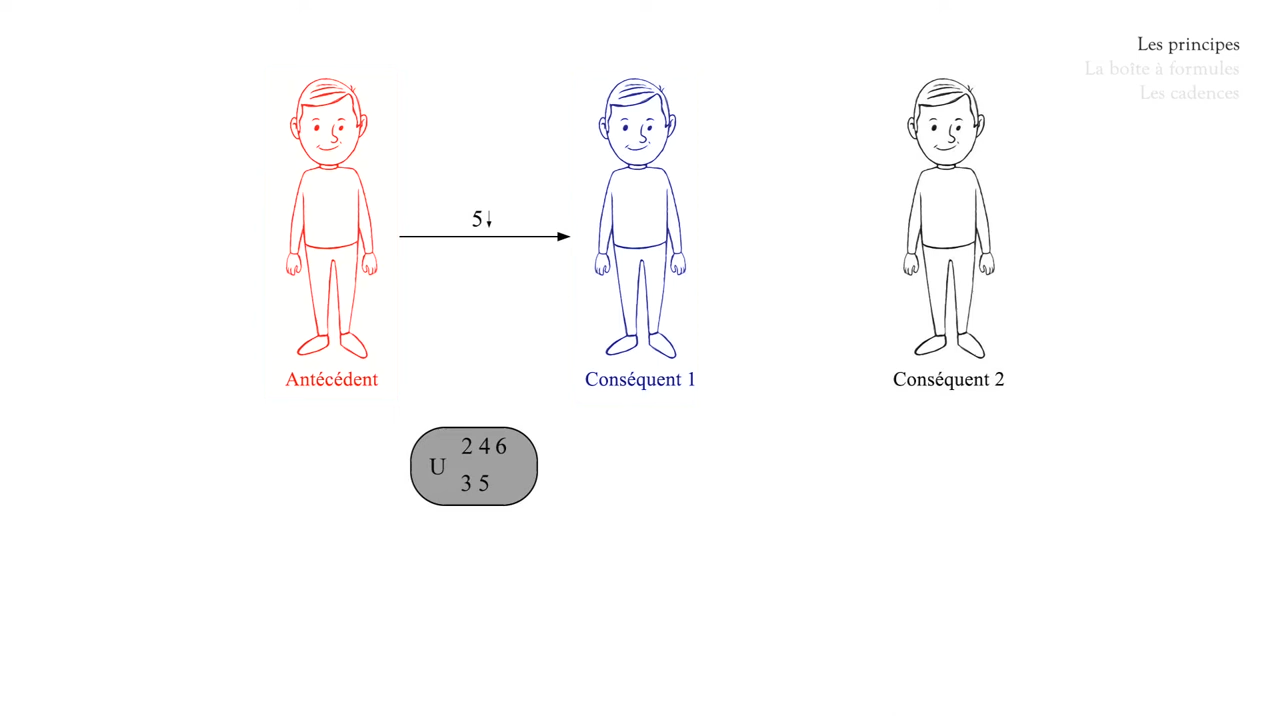 Les principes
La boîte à formules
Les cadences
5↓
Antécédent
Conséquent 1
Conséquent 2
U
2 4 6
3 5